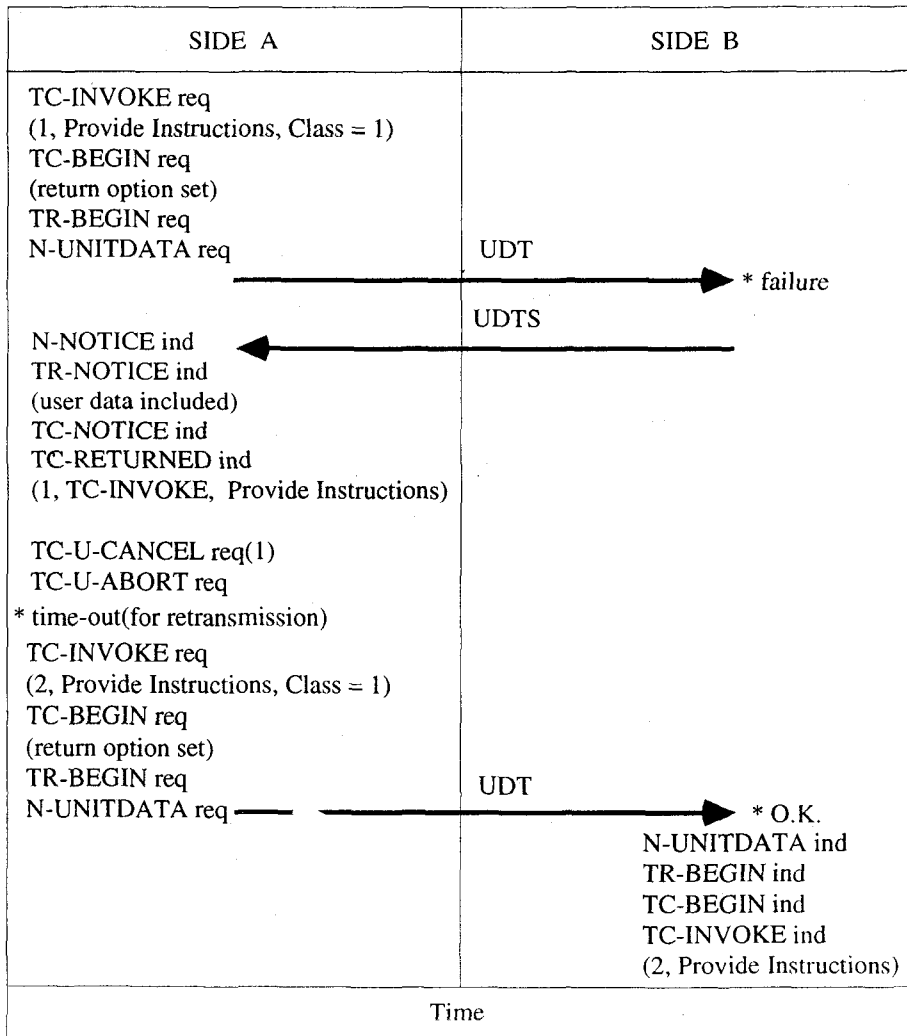 SIDE A
SIDE B
TC-INVOKE req
(1, Provide Instructions, Class = 1)
TC-BEGIN req
(return option set)
TR-BEGIN req
N-UNITDATA req
UDT
* failure
UDTS
N-NOTICE ind
TR-NOTICE ind
(user data included)
TC-NOTICE ind
TC-RETURNED ind
(1, TC-INVOKE, Provide Instructions)
TC-U-CANCEL req(1)
TC-U-ABORT req
* time-out(for retransmission)
TC-INVOKE req
(2, Provide Instructions, Class = 1)
TC-BEGIN req
(return option set)
TR-BEGIN req
N-UNITDATA req
UDT
* O.K.
N-UNITDATA ind
TR-BEGIN ind
TC-BEGIN ind
TC-INVOKE ind
(2, Provide Instructions)
Time